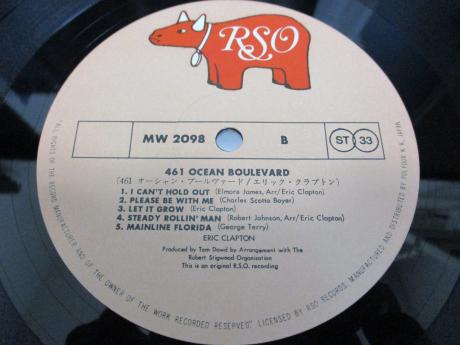 RSO
MW 2098 B ST 33
461 OCEAN BOULEVARD
(461 オーシャン・ブールヴァード/エリック・クラプトン)
1. I CAN'T HOLD OUT (Elmora James, Arr/Eric Clapton)
2. PLEASE BE WITH ME (Charles Scotto Boyer)
3. LET IT GROW (Eric Clapton)
4. STEADY ROLLIN' MAN (Robert Johnson, Arr/Eric Clapton)
5. MAINLINE FLORIDA (George Terry)
ERIC CLAPTON
Produced by Tom Dowd by Arrangement with The
Robert Stigwood Organisation
This is an original R.S.O. recording
"ALL RIGHTS OF THE RECORD MANUFACTURER AND OF THE OWNER OF THE WORK RECORDED RESERVED" LICENSED BY RSO RECORDS. MANUFACTURED BY POLYDOR K.K. JAPAN